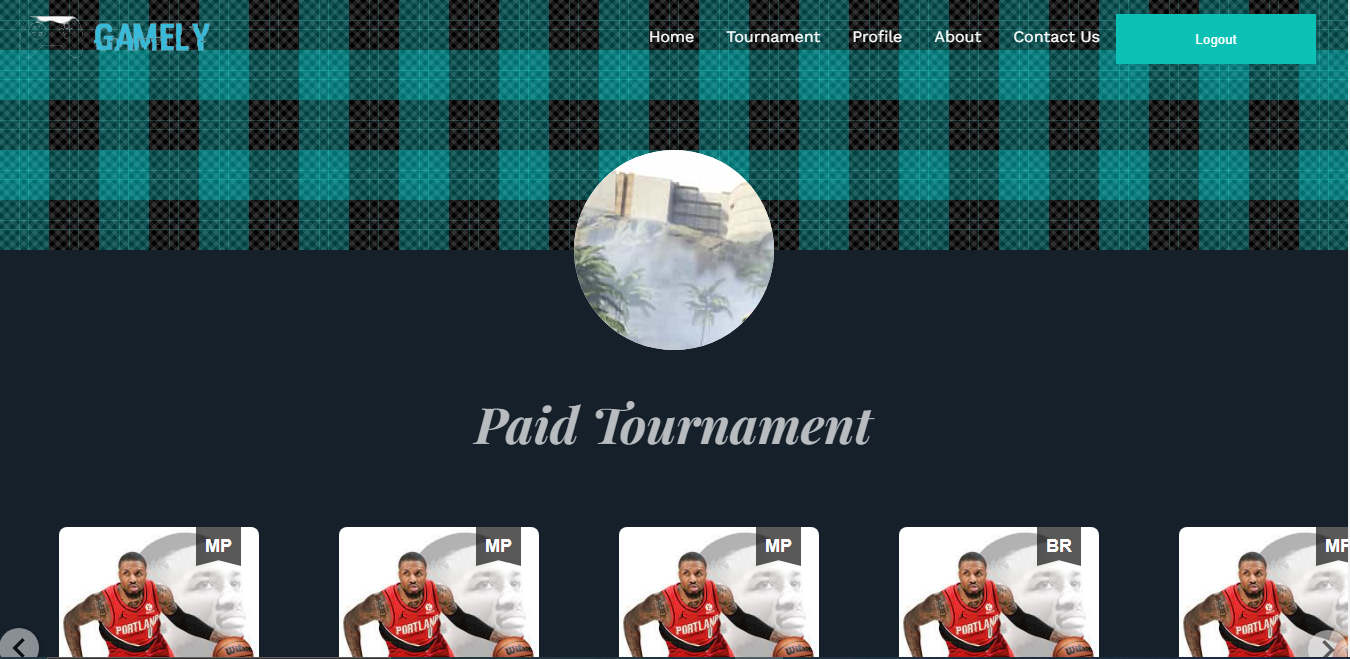 GAMELY
Home Tournament Profile About Contact Us Logout
Paid Tournament
MP MP MP BR MP
PORTLAND PORTLAND PORTLAND PORTLAND PORTLAND